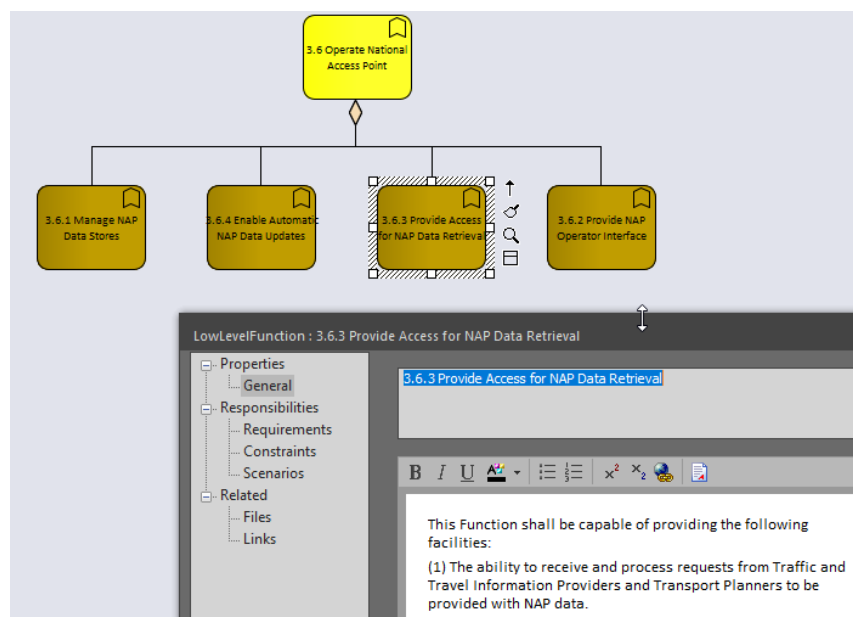 3.6 Operate National
Access Point
3.6.1 Manage NAP
Data Stores
3.6.4 Enable Automatic
NAP Data Updates
3.6.3 Provide Access
for NAP Data Retrieval
3.6.2 Provide NAP
Operator Interface
LowLevelFunction : 3.6.3 Provide Access for NAP Data Retrieval
Properties
General
Responsibilities
Requirements
Constraints
Scenarios
Related
Files
Links
3.6.3 Provide Access for NAP Data Retrieval
B I U A x² x₂
This Function shall be capable of providing the following
facilities:
(1) The ability to receive and process requests from Traffic and
Travel Information Providers and Transport Planners to be
provided with NAP data.